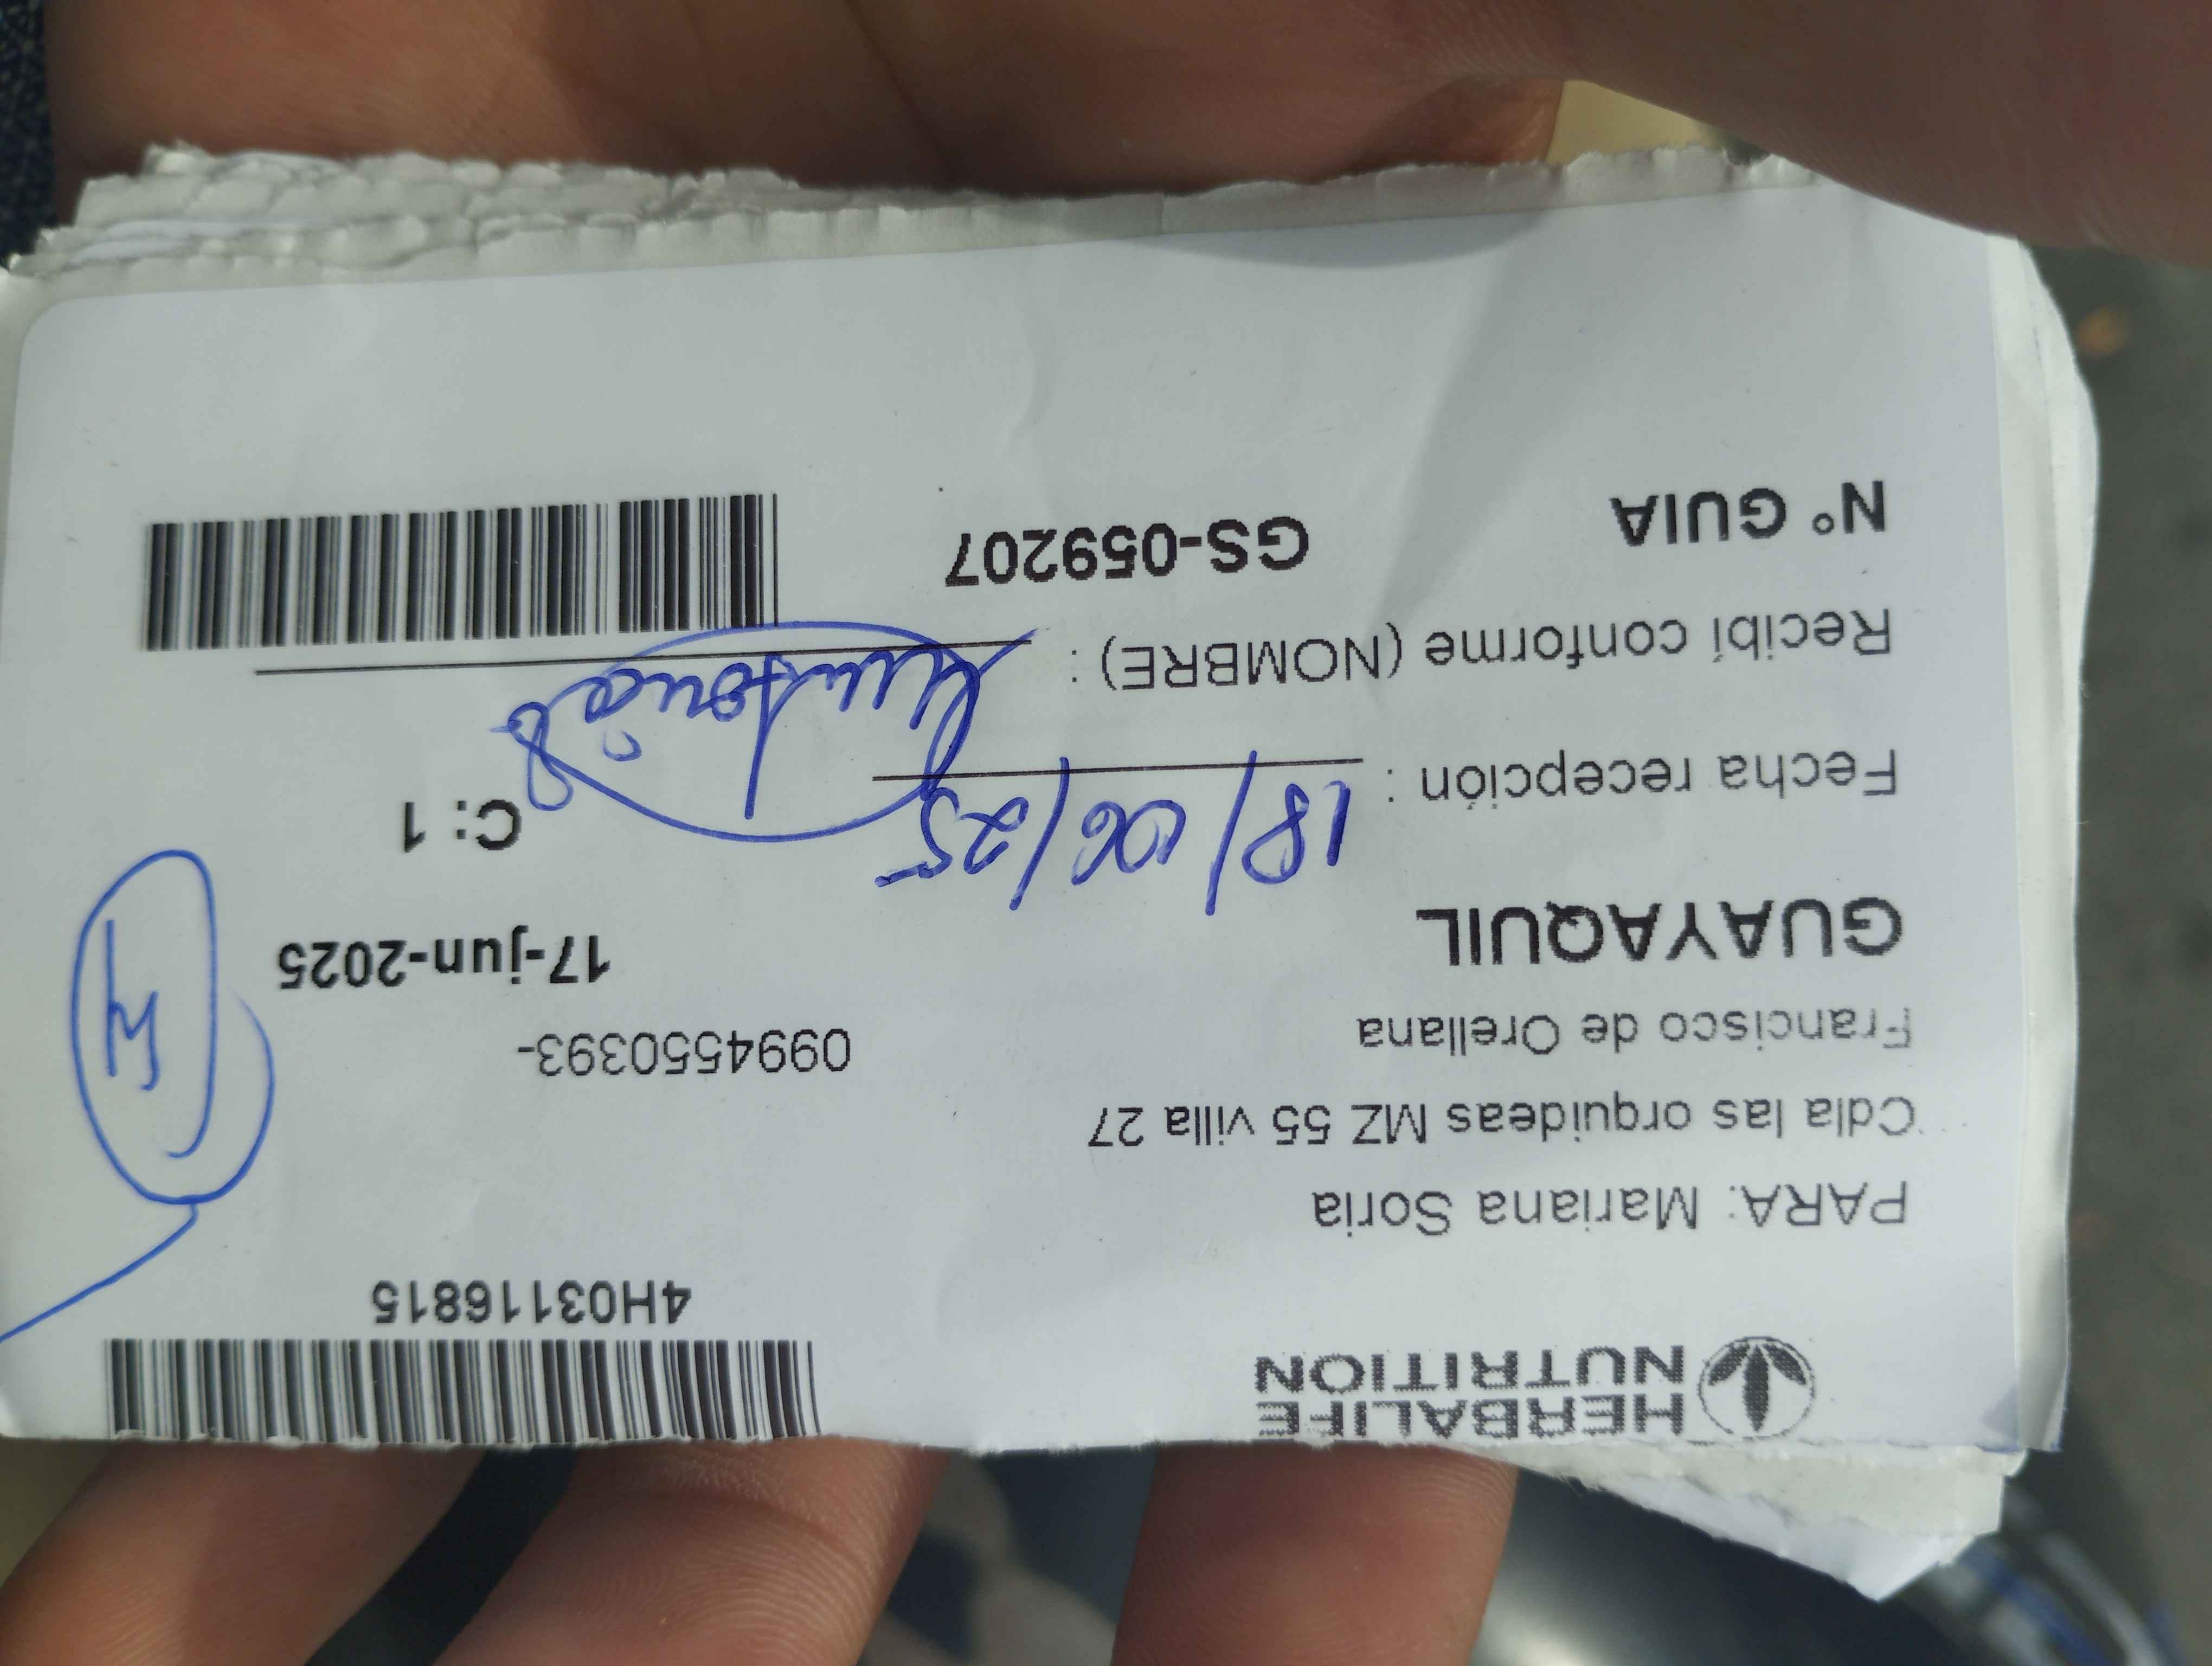 HERBALIFE
NUTRITION
4H03116815
PARA: Mariana Soria
Cdla las orquideas MZ 55 villa 27
Francisco de Orellana
0994550393-
GUAYAQUIL
17-jun-2025
Fecha recepción : 18/06/25
C: 1
Recibí conforme (NOMBRE) :
N° GUIA
GS-059207